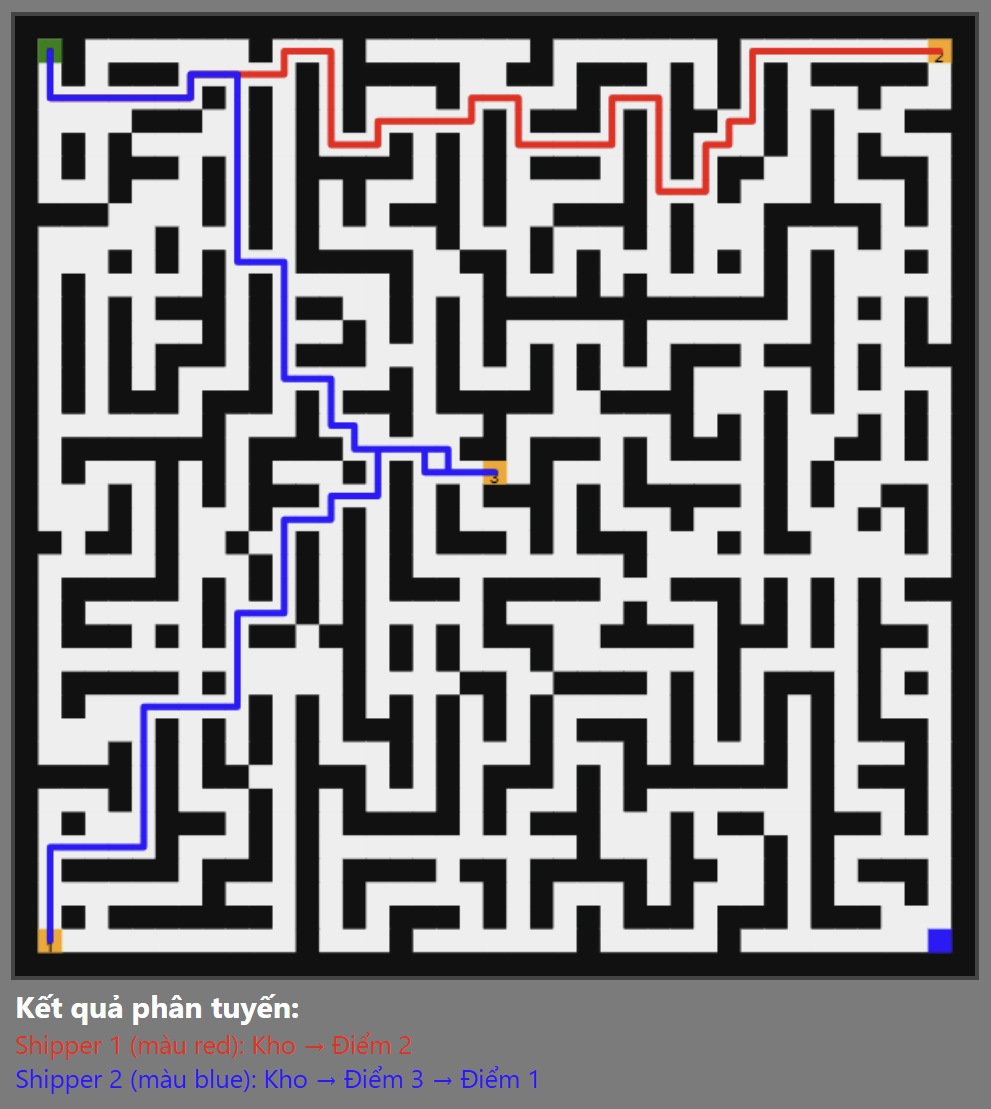 2
3
1
Kết quả phân tuyến:
Shipper 1 (màu red): Kho → Điểm 2
Shipper 2 (màu blue): Kho → Điểm 3 → Điểm 1